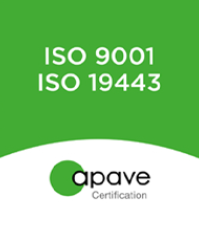 ISO 9001
ISO 19443
apave
Certification